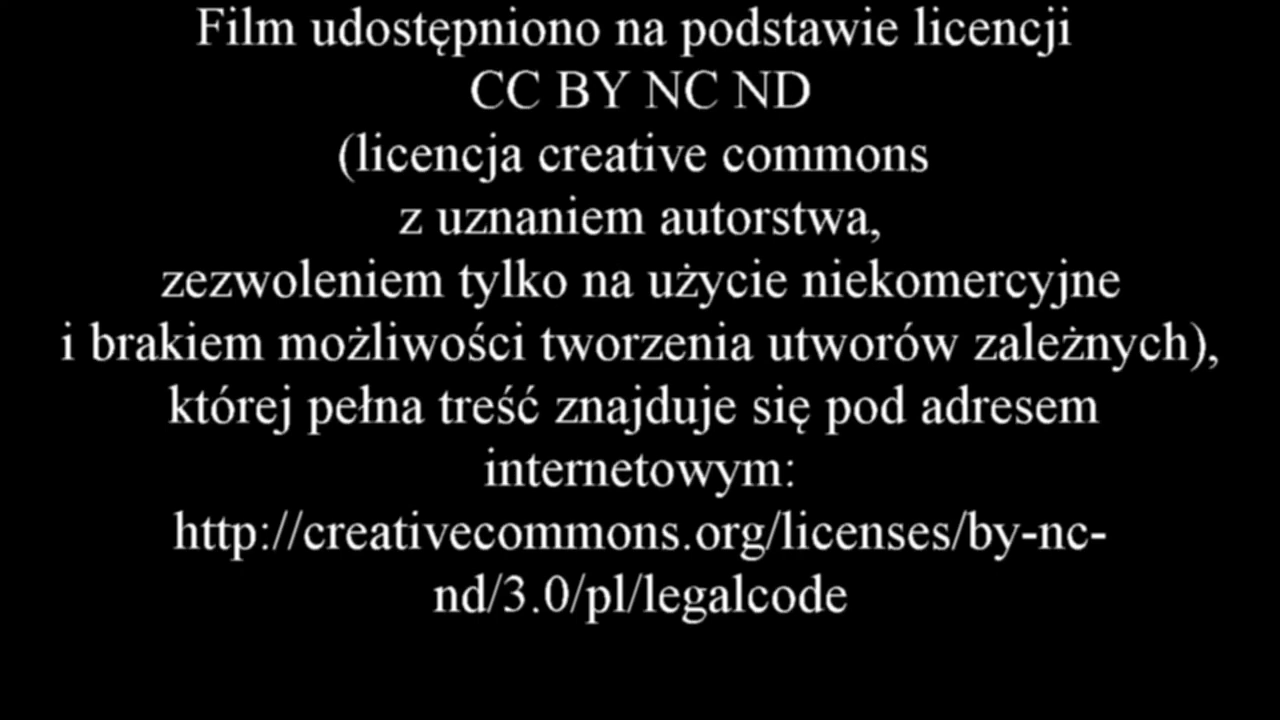 Film udostępniono na podstawie licencji
CC BY NC ND
(licencja creative commons
z uznaniem autorstwa,
zezwoleniem tylko na użycie niekomercyjne
i brakiem możliwości tworzenia utworów zależnych),
której pełna treść znajduje się pod adresem
internetowym:
http://creativecommons.org/licenses/by-nc-
nd/3.0/pl/legalcode